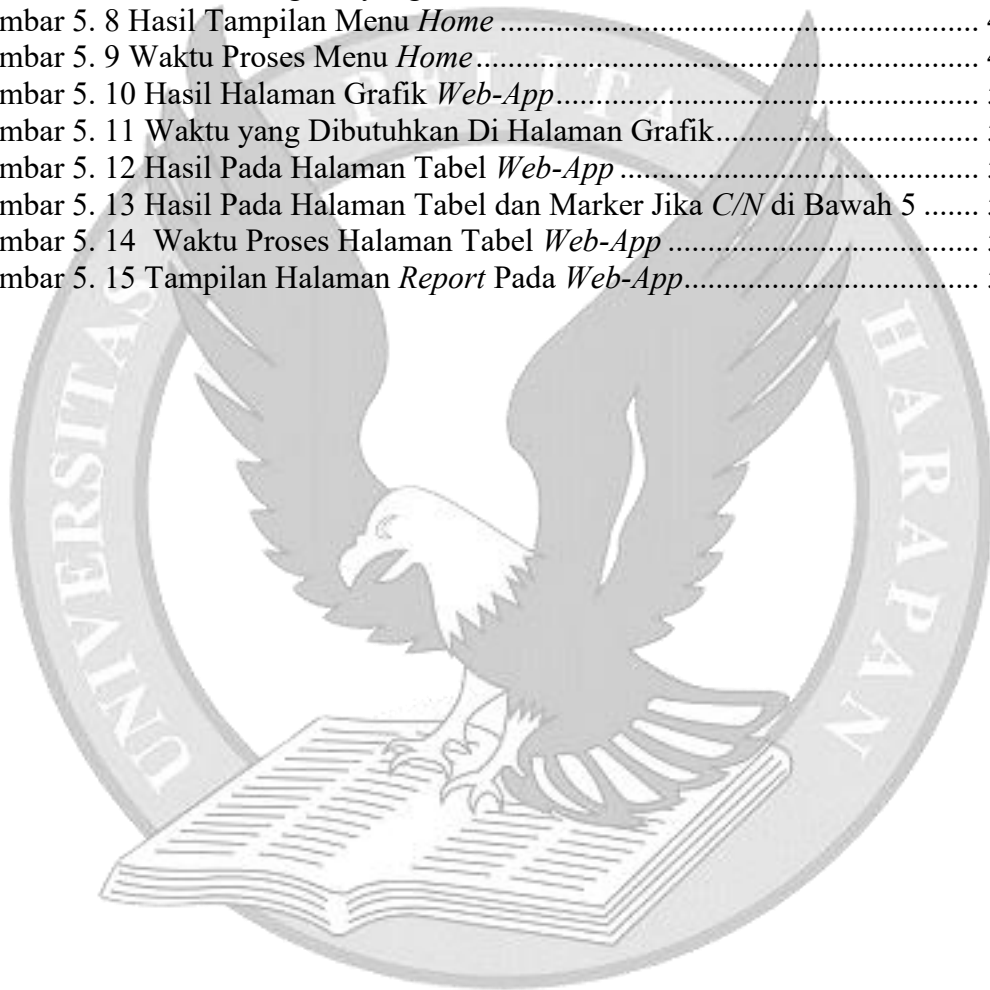 mbar 5. 8 Hasil Tampilan Menu Home ........................................................................
mbar 5. 9 Waktu Proses Menu Home ...........................................................................
mbar 5. 10 Hasil Halaman Grafik Web-App................................................................
mbar 5. 11 Waktu yang Dibutuhkan Di Halaman Grafik........................................
mbar 5. 12 Hasil Pada Halaman Tabel Web-App ......................................................
mbar 5. 13 Hasil Pada Halaman Tabel dan Marker Jika C/N di Bawah 5 .......
mbar 5. 14  Waktu Proses Halaman Tabel Web-App ...............................................
mbar 5. 15 Tampilan Halaman Report Pada Web-App.............................................
UNIVERSITAS PELITA HARAPAN